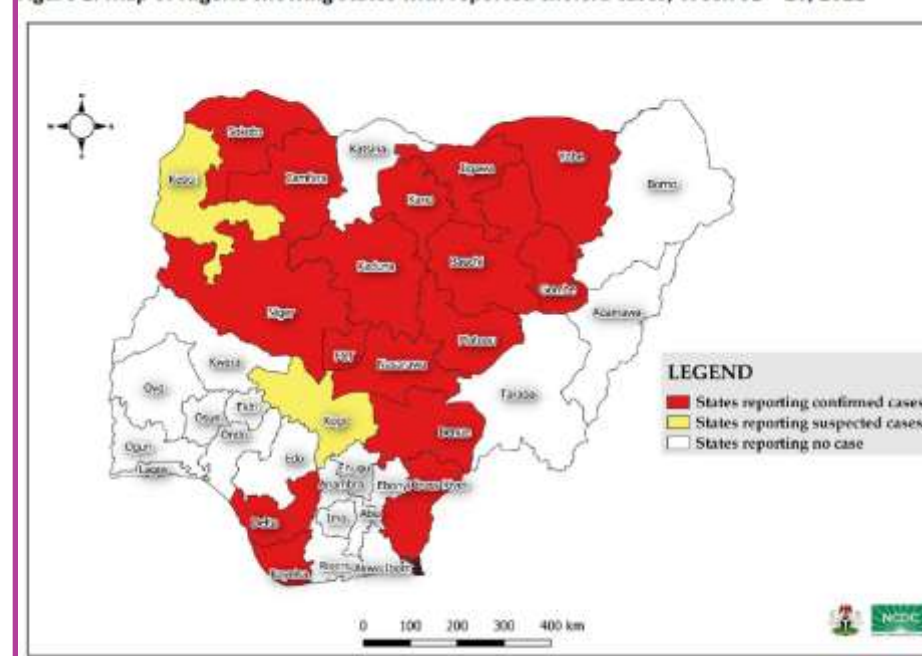 Sokoto
Katsina
Yobe
Jigawa
Kebbi
Zamfara
Kano
Borno
Kaduna
Bauchi
Gombe
Niger
Adamawa
Plateau
FCT
Nasarawa
Kwara
Taraba
Oyo
Kogi
Ekiti
Osun
Benue
Ondo
Ogun
Edo
Lagos
Enugu
Anambra
Ebonyi
Cross River
Imo
Abia
Delta
Rivers
Akwa Ibom
Bayelsa
LEGEND
States reporting confirmed cases
States reporting suspected cases
States reporting no case
0 100 200 300 400 km
NCDC